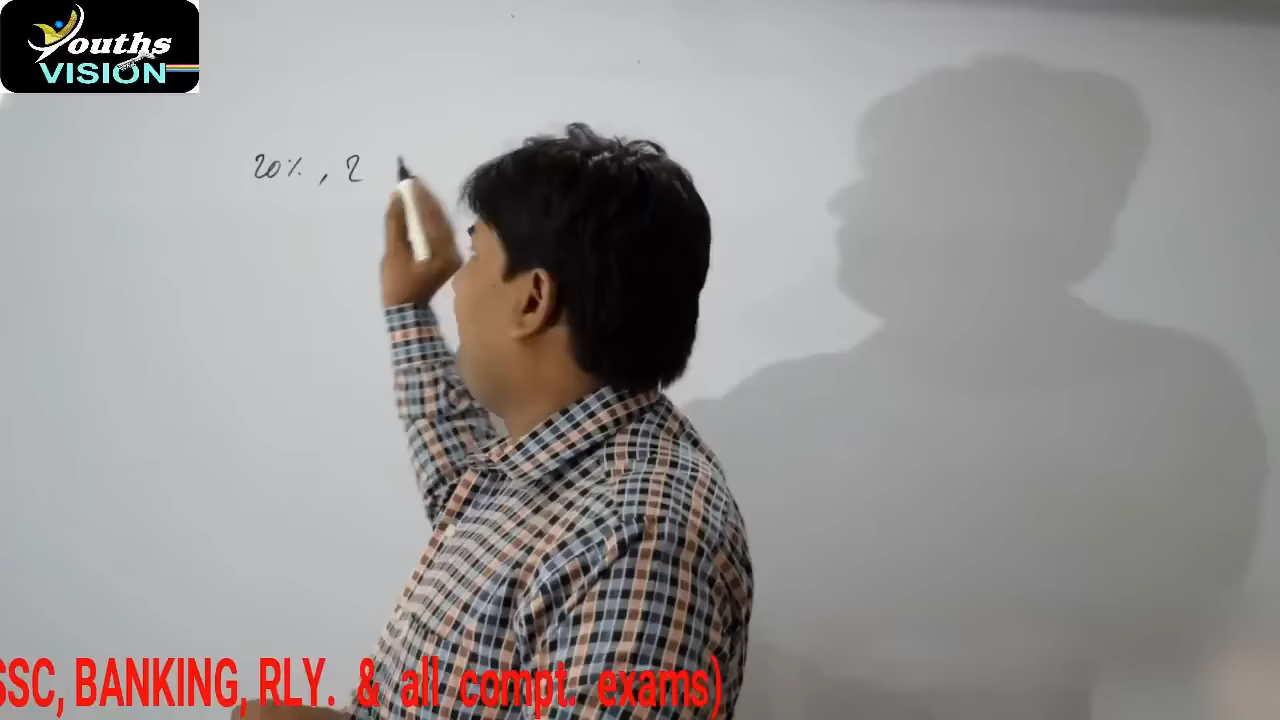 Youths
VISION
20% , 2
SSC, BANKING, RLY. & all compt. exams)